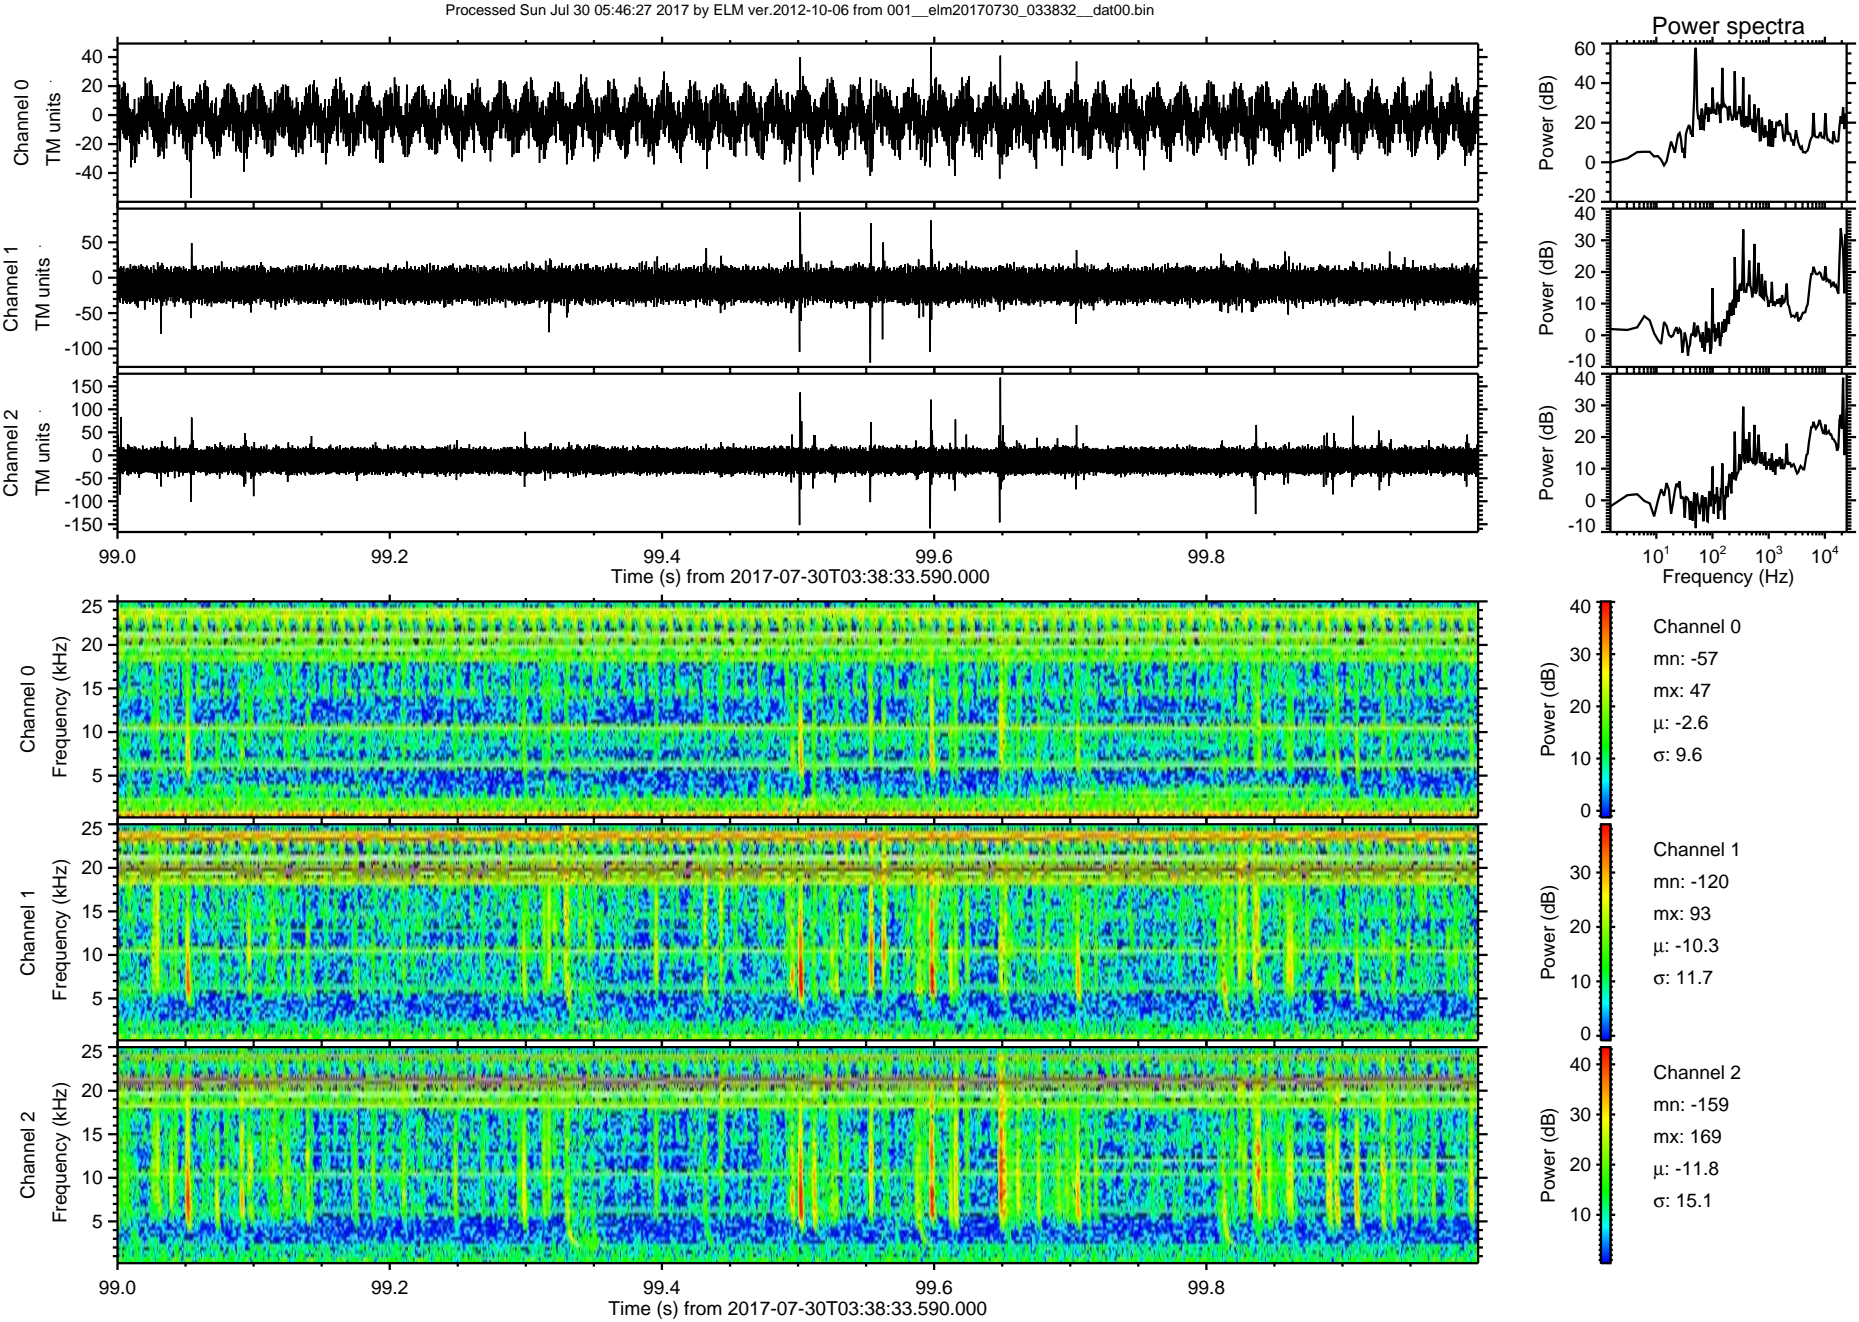 Processed Sun Jul 30 05:46:27 2017 by ELM ver.2012-10-06 from 001__elm20170730_033832__dat00.bin
Power spectra
Channel 0
TM units
40
20
0
-20
-40
Power (dB)
60
40
20
0
-20
Channel 1
TM units
50
0
-50
-100
Power (dB)
40
30
20
10
0
-10
Channel 2
TM units
150
100
50
0
-50
-100
-150
Power (dB)
40
30
20
10
0
-10
99.0 99.2 99.4 99.6 99.8
Time (s) from 2017-07-30T03:38:33.590.000
10¹ 10² 10³ 10⁴
Frequency (Hz)
Channel 0
Frequency (kHz)
25
20
15
10
5
Power (dB)
40
30
20
10
0
Channel 0
mn: -57
mx: 47
μ: -2.6
σ: 9.6
Channel 1
Frequency (kHz)
25
20
15
10
5
Power (dB)
30
20
10
0
Channel 1
mn: -120
mx: 93
μ: -10.3
σ: 11.7
Channel 2
Frequency (kHz)
25
20
15
10
5
Power (dB)
40
30
20
10
Channel 2
mn: -159
mx: 169
μ: -11.8
σ: 15.1
99.0 99.2 99.4 99.6 99.8
Time (s) from 2017-07-30T03:38:33.590.000